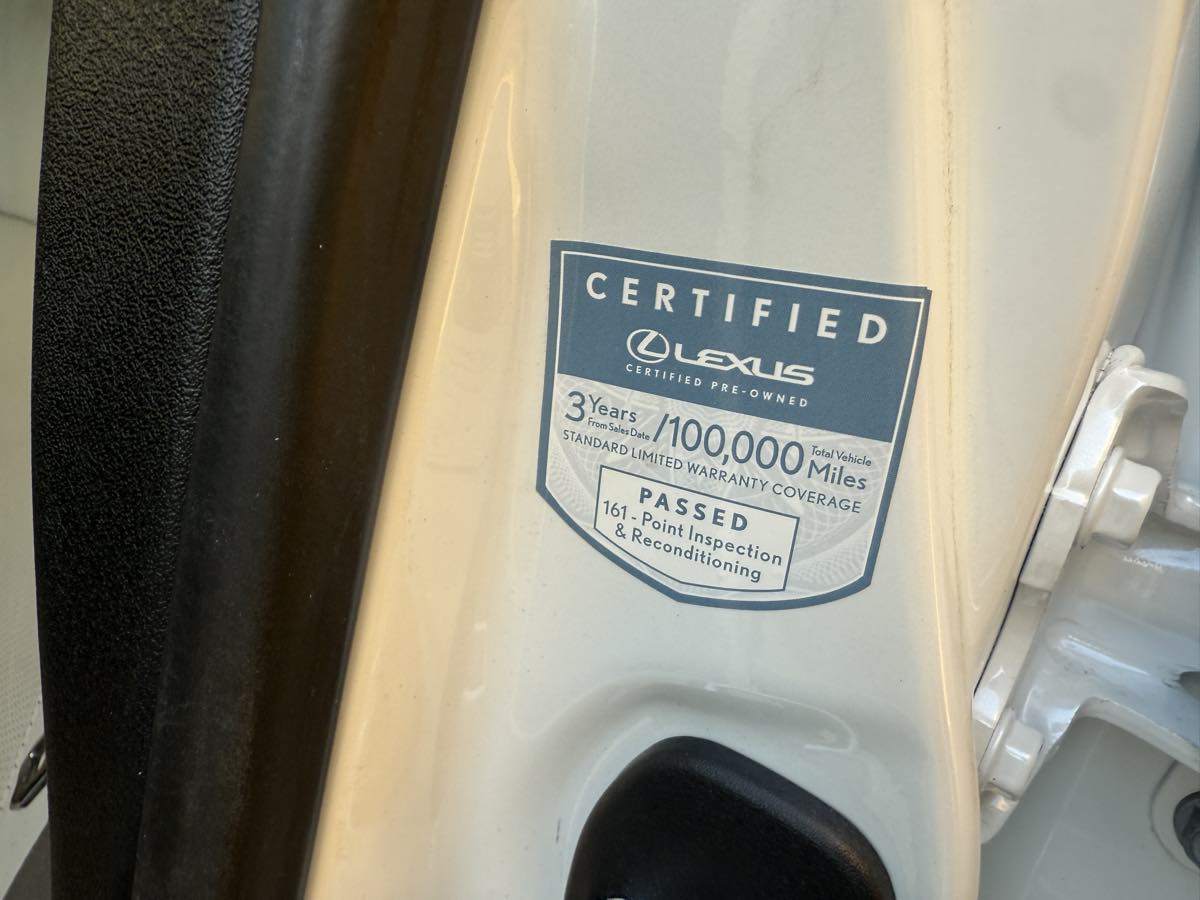 CERTIFIED
LEXUS
CERTIFIED PRE-OWNED
3 Years From Sales Date /100,000 Total Vehicle Miles
STANDARD LIMITED WARRANTY COVERAGE
PASSED
161 - Point Inspection
& Reconditioning